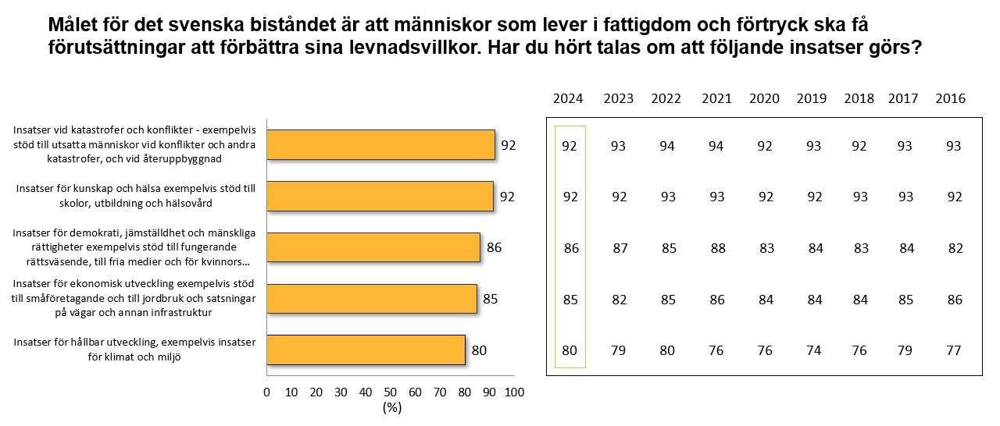 Målet för det svenska biståndet är att människor som lever i fattigdom och förtryck ska få
förutsättningar att förbättra sina levnadsvillkor. Har du hört talas om att följande insatser görs?
2024 2023 2022 2021 2020 2019 2018 2017 2016
Insatser vid katastrofer och konflikter - exempelvis
stöd till utsatta människor vid konflikter och andra
katastrofer, och vid återuppbyggnad
92
92 93 94 94 92 93 92 93 93
Insatser för kunskap och hälsa exempelvis stöd till
skolor, utbildning och hälsovård
92
92 92 93 93 92 92 93 93 92
Insatser för demokrati, jämställdhet och mänskliga
rättigheter exempelvis stöd till fungerande
rättsväsende, till fria medier och för kvinnors...
86
86 87 85 88 83 84 83 84 82
Insatser för ekonomisk utveckling exempelvis stöd
till småföretagande och till jordbruk och satsningar
på vägar och annan infrastruktur
85
85 82 85 86 84 84 84 85 86
Insatser för hållbar utveckling, exempelvis insatser
för klimat och miljö
80
80 79 80 76 76 74 76 79 77
0 10 20 30 40 50 60 70 80 90 100
(%)